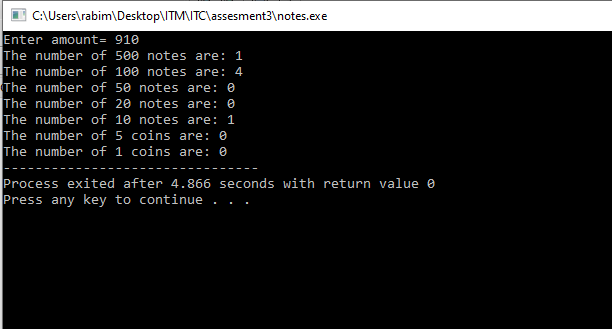 C:\Users\rabim\Desktop\ITM\ITC\assesment3\notes.exe
Enter amount= 910
The number of 500 notes are: 1
The number of 100 notes are: 4
The number of 50 notes are: 0
The number of 20 notes are: 0
The number of 10 notes are: 1
The number of 5 coins are: 0
The number of 1 coins are: 0
--------------------------------
Process exited after 4.866 seconds with return value 0
Press any key to continue . . .